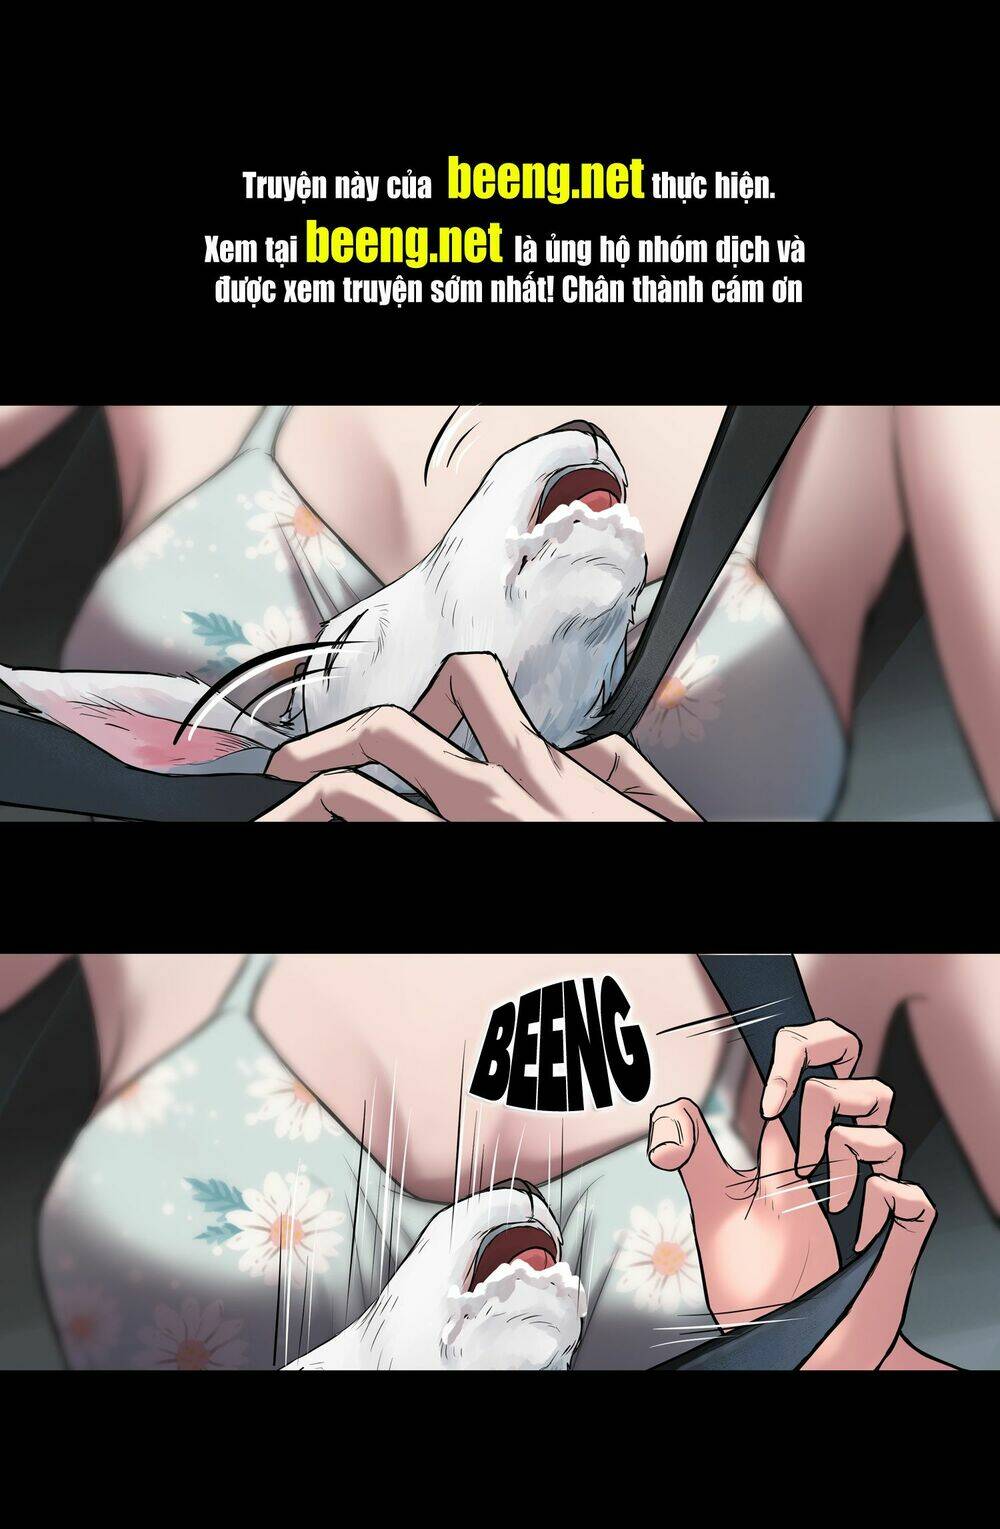 Truyện này của beeng.net thực hiện.
Xem tại beeng.net là ủng hộ nhóm dịch và
được xem truyện sớm nhất! Chân thành cám ơn
BEENG